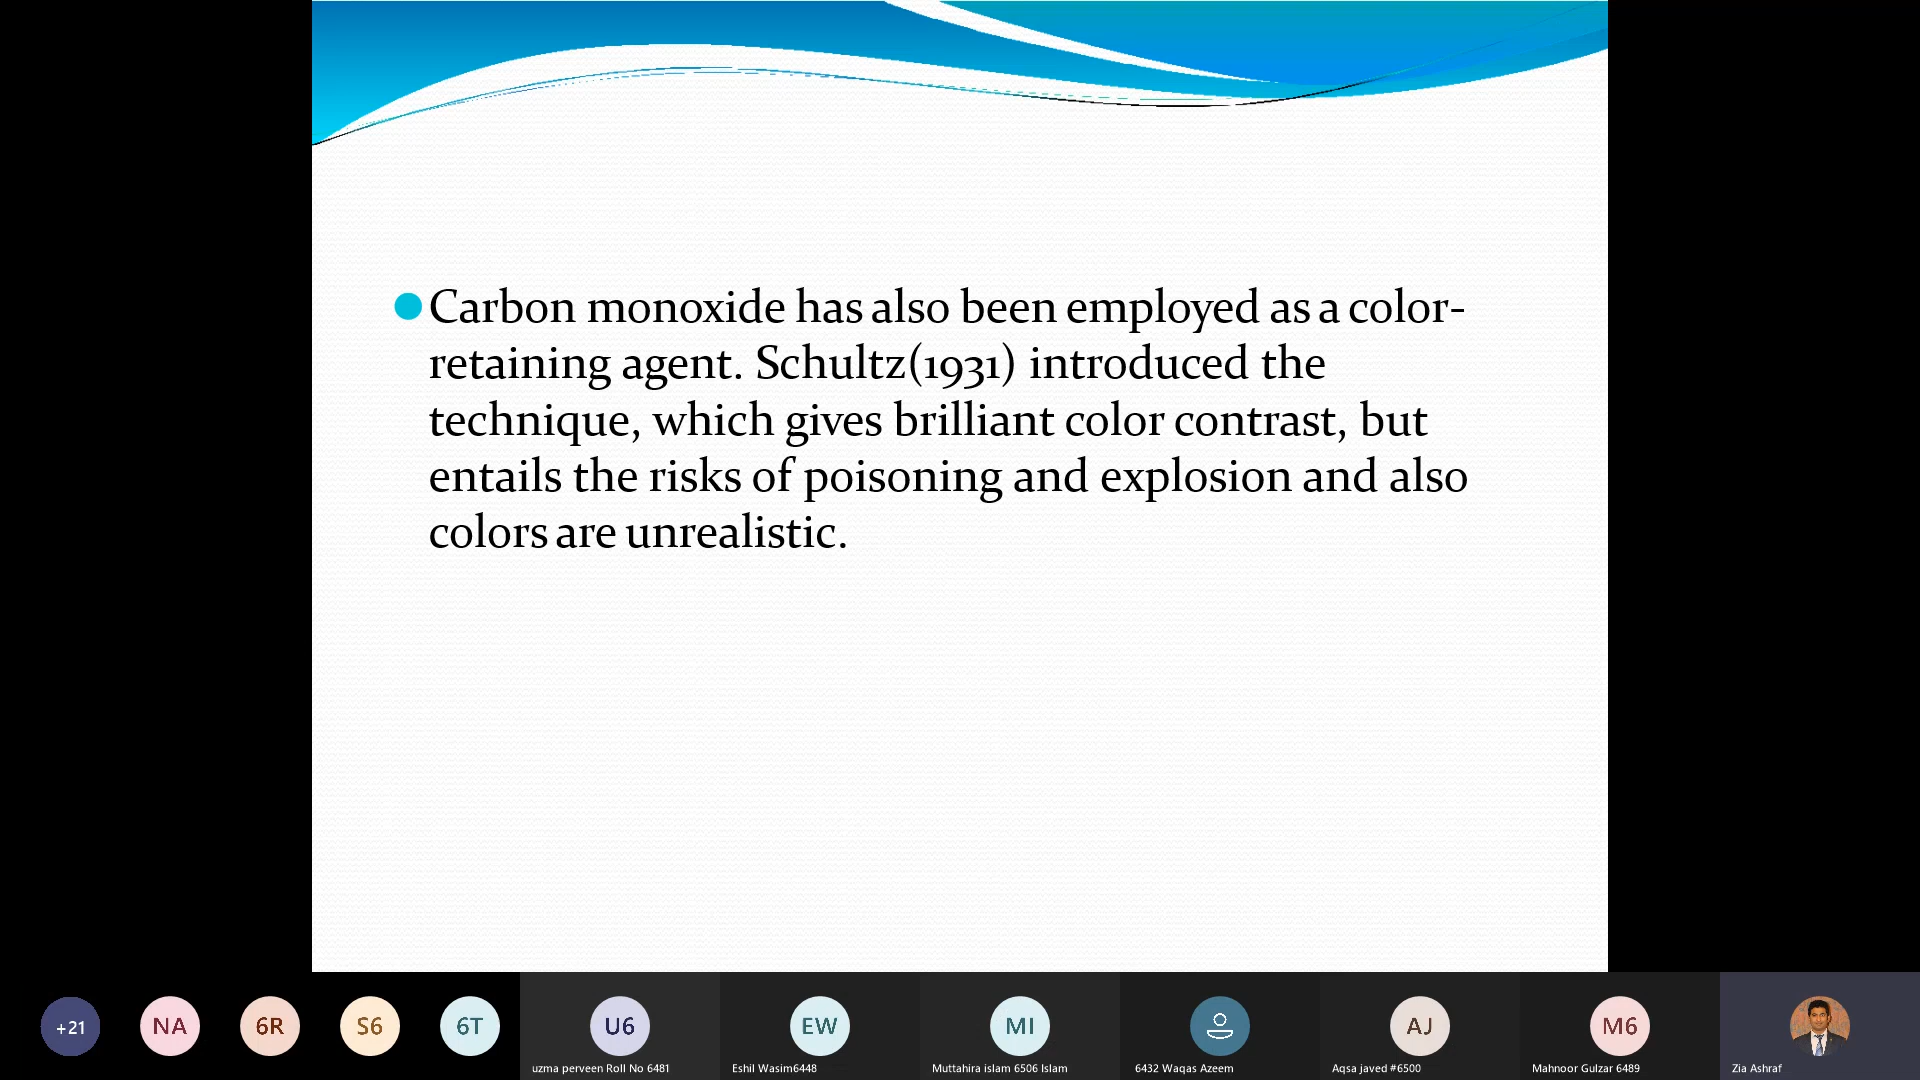 Carbon monoxide has also been employed as a color-
retaining agent. Schultz(1931) introduced the
technique, which gives brilliant color contrast, but
entails the risks of poisoning and explosion and also
colors are unrealistic.
+21
NA
6R
S6
6T
U6
EW
MI
AJ
M6
uzma perveen Roll No 6481
Eshil Wasim6448
Muttahira islam 6506 Islam
6432 Waqas Azeem
Aqsa javed #6500
Mahnoor Gulzar 6489
Zia Ashraf